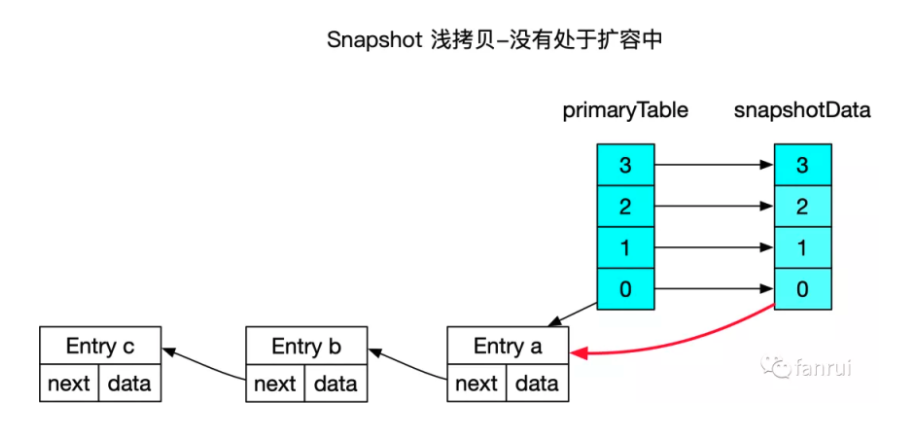 Snapshot 浅拷贝-没有处于扩容中
primaryTable snapshotData
3 3
2 2
1 1
0 0
Entry c Entry b Entry a
next data next data next data
fanrui